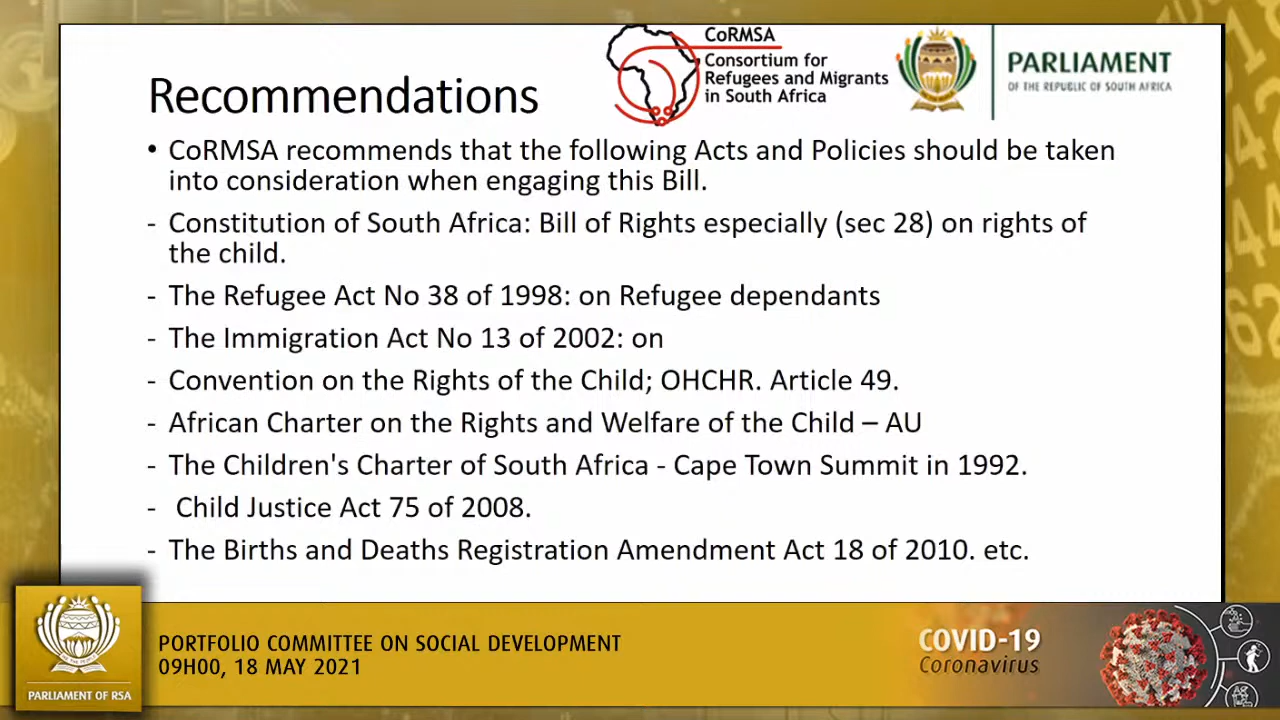 CoRMSA
Consortium for
Refugees and Migrants
in South Africa
PARLIAMENT
OF THE REPUBLIC OF SOUTH AFRICA
Recommendations
• CoRMSA recommends that the following Acts and Policies should be taken
into consideration when engaging this Bill.
- Constitution of South Africa: Bill of Rights especially (sec 28) on rights of
the child.
- The Refugee Act No 38 of 1998: on Refugee dependants
- The Immigration Act No 13 of 2002: on
- Convention on the Rights of the Child; OHCHR. Article 49.
- African Charter on the Rights and Welfare of the Child – AU
- The Children's Charter of South Africa - Cape Town Summit in 1992.
- Child Justice Act 75 of 2008.
- The Births and Deaths Registration Amendment Act 18 of 2010. etc.
PORTFOLIO COMMITTEE ON SOCIAL DEVELOPMENT
09H00, 18 MAY 2021
PARLIAMENT OF RSA
COVID-19
Coronavirus